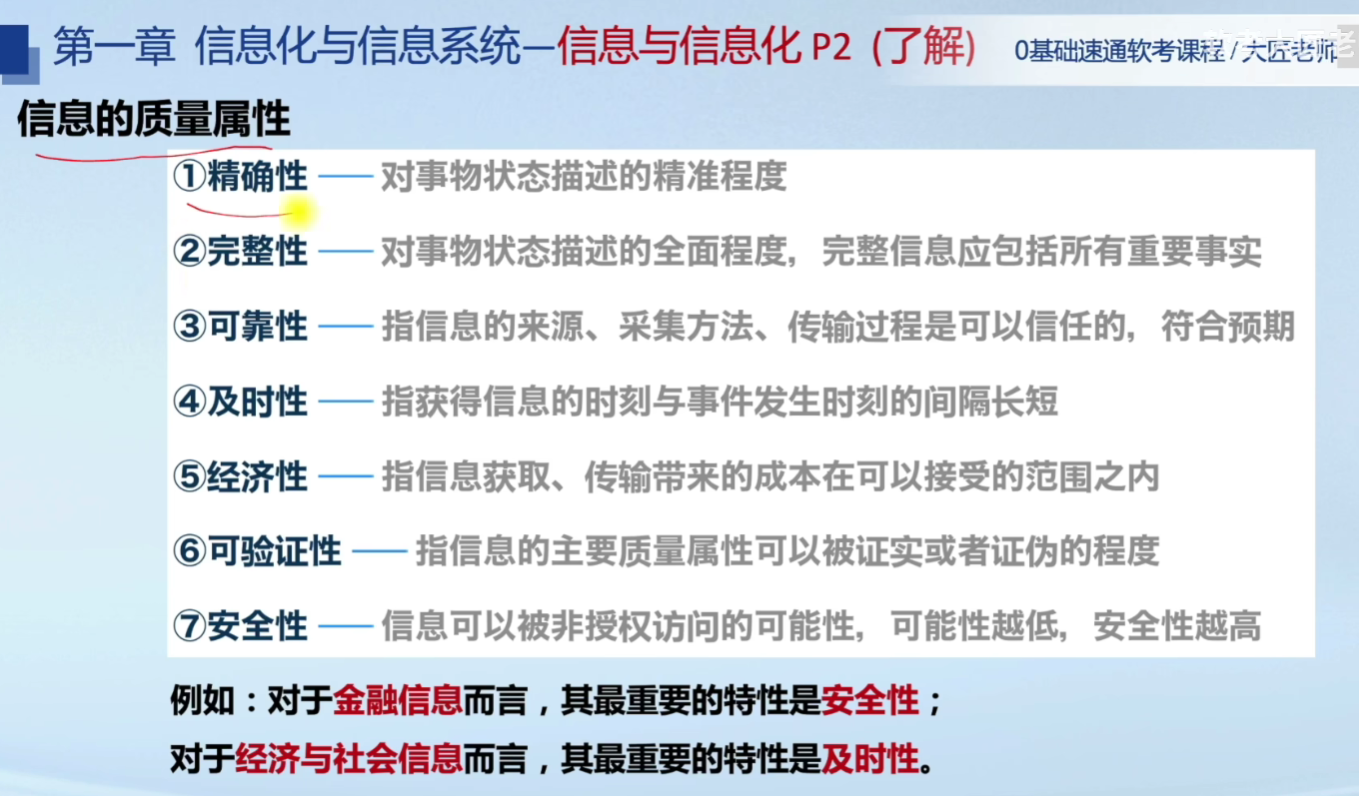 第一章 信息化与信息系统—信息与信息化 P2 (了解)
0基础速通软考课程 / 大匠老师
信息的质量属性
①精确性 —— 对事物状态描述的精准程度
②完整性 —— 对事物状态描述的全面程度, 完整信息应包括所有重要事实
③可靠性 —— 指信息的来源、采集方法、传输过程是可以信任的, 符合预期
④及时性 —— 指获得信息的时刻与事件发生时刻的间隔长短
⑤经济性 —— 指信息获取、传输带来的成本在可以接受的范围之内
⑥可验证性 —— 指信息的主要质量属性可以被证实或者证伪的程度
⑦安全性 —— 信息可以被非授权访问的可能性, 可能性越低, 安全性越高
例如：对于金融信息而言，其最重要的特性是安全性；
对于经济与社会信息而言，其最重要的特性是及时性。